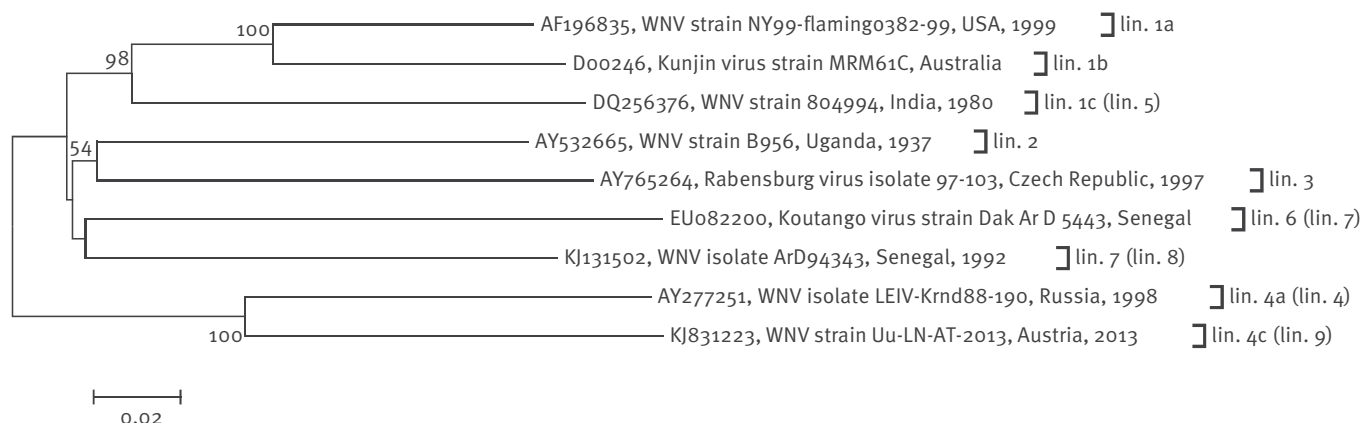 100 AF196835, WNV strain NY99-flamingo382-99, USA, 1999 lin. 1a
98 D00246, Kunjin virus strain MRM61C, Australia lin. 1b
DQ256376, WNV strain 804994, India, 1980 lin. 1c (lin. 5)
54 AY532665, WNV strain B956, Uganda, 1937 lin. 2
AY765264, Rabensburg virus isolate 97-103, Czech Republic, 1997 lin. 3
EU082200, Koutango virus strain Dak Ar D 5443, Senegal lin. 6 (lin. 7)
KJ131502, WNV isolate ArD94343, Senegal, 1992 lin. 7 (lin. 8)
AY277251, WNV isolate LEIV-Krnd88-190, Russia, 1998 lin. 4a (lin. 4)
100 KJ831223, WNV strain Uu-LN-AT-2013, Austria, 2013 lin. 4c (lin. 9)
0.02